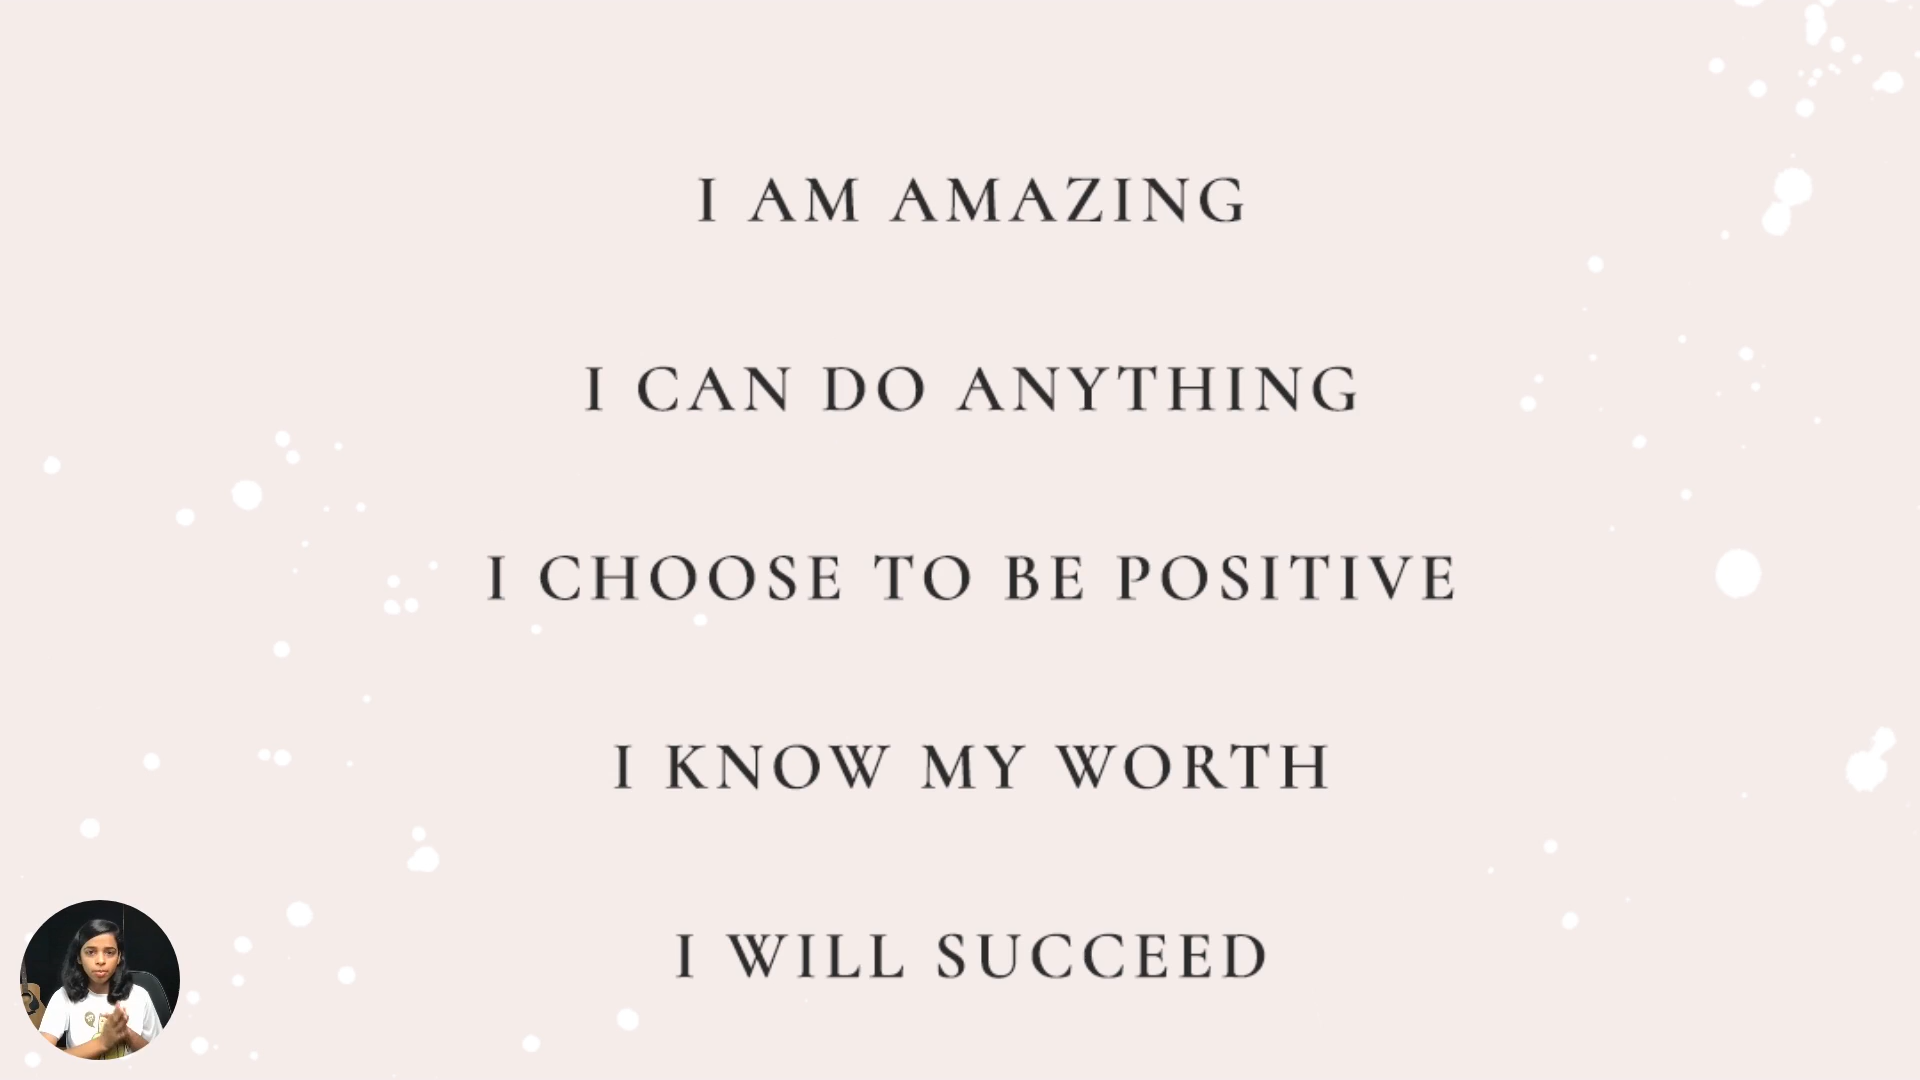 I AM AMAZING
I CAN DO ANYTHING
I CHOOSE TO BE POSITIVE
I KNOW MY WORTH
I WILL SUCCEED